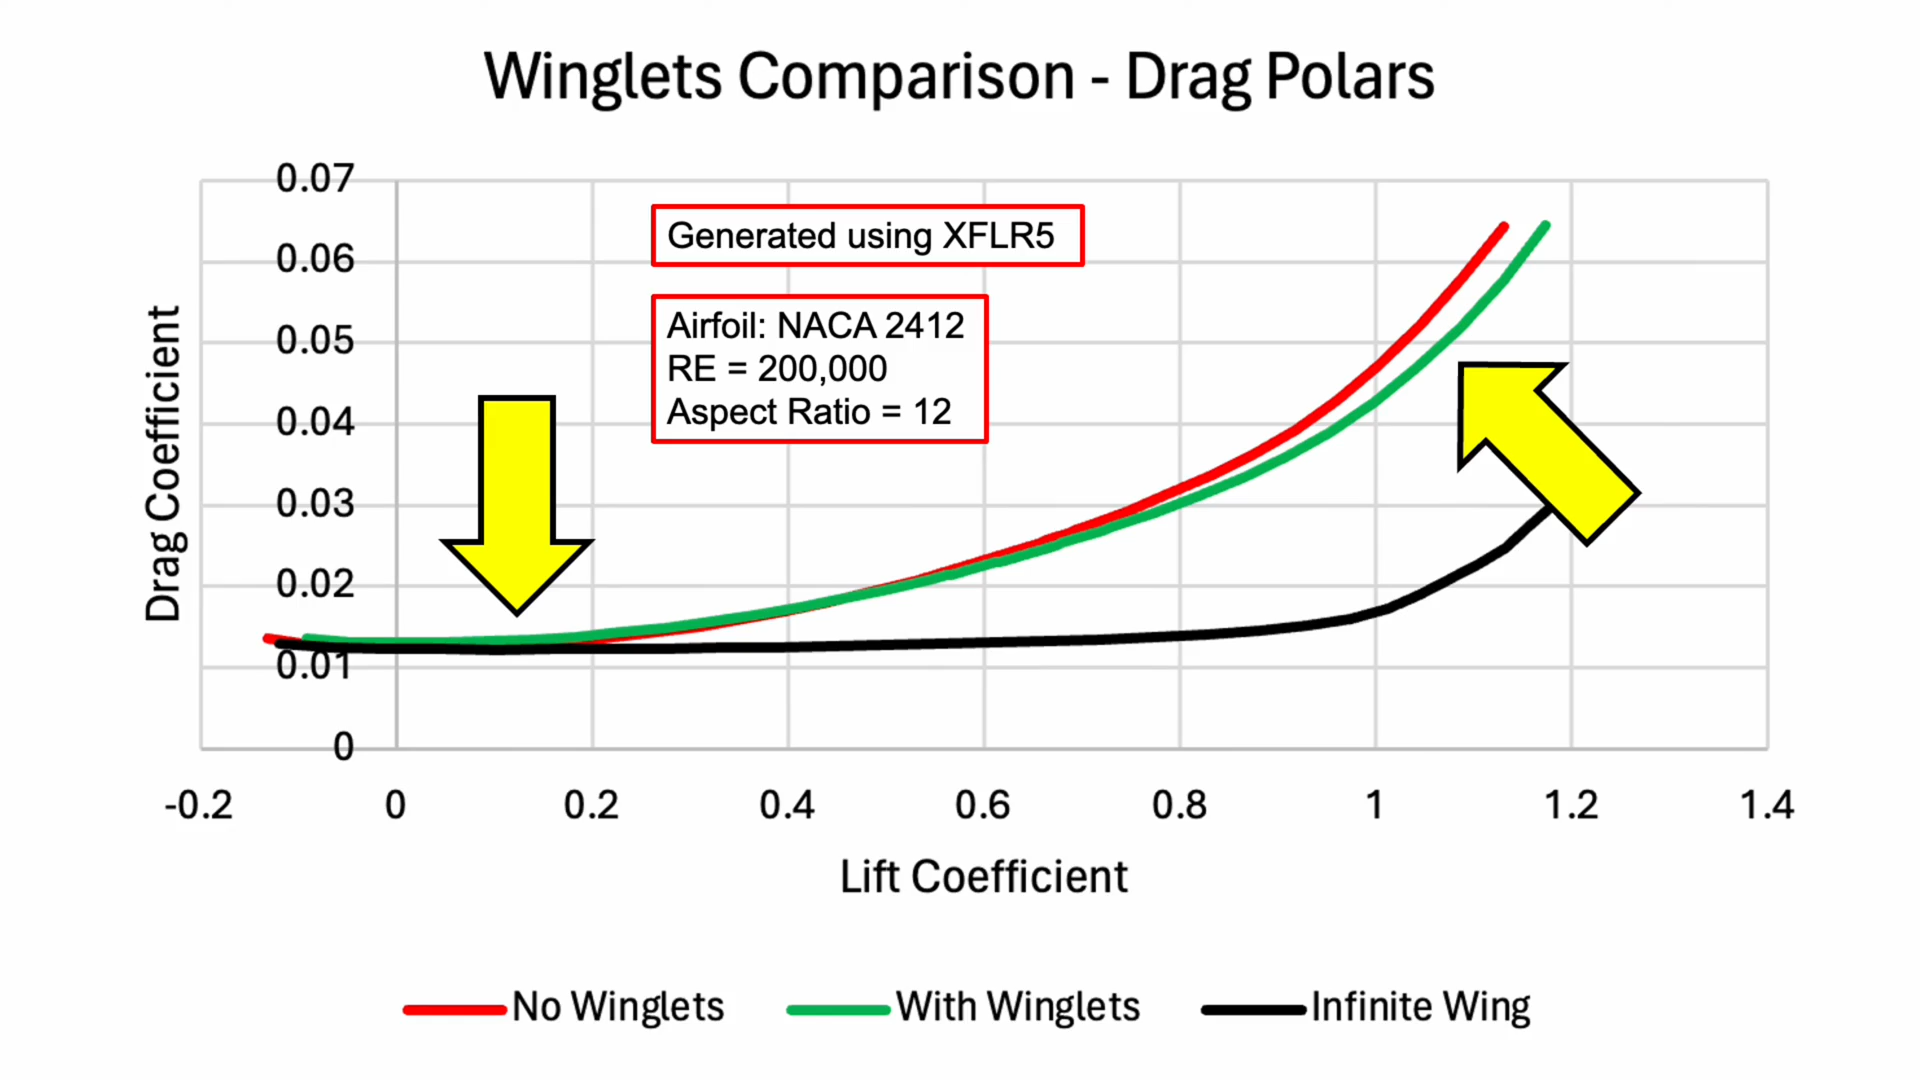 Winglets Comparison - Drag Polars
0.07
0.06
0.05
0.04
0.03
0.02
0.01
0
Generated using XFLR5
Airfoil: NACA 2412
RE = 200,000
Aspect Ratio = 12
Drag Coefficient
-0.2 0 0.2 0.4 0.6 0.8 1 1.2 1.4
Lift Coefficient
No Winglets With Winglets Infinite Wing